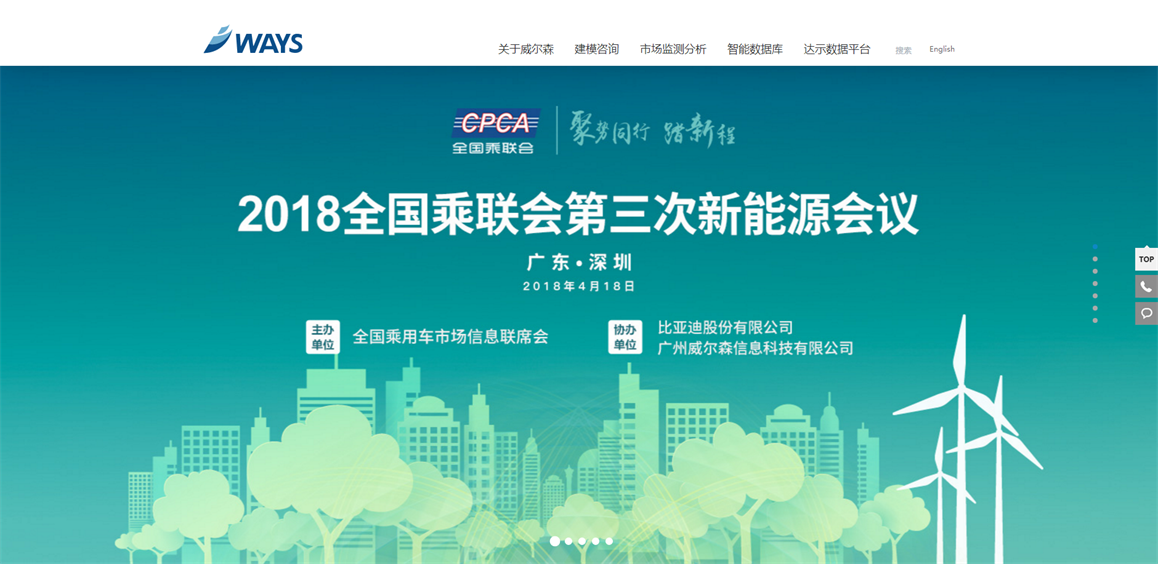 WAYS
关于威尔森 建模咨询 市场监测分析 智能数据库 达示数据平台 搜索 English
CPCA
全国乘联会
聚势同行 踏新程
2018全国乘联会第三次新能源会议
广东·深圳
2018年4月18日
主办单位 全国乘用车市场信息联席会
协办单位 比亚迪股份有限公司
广州威尔森信息科技有限公司
TOP